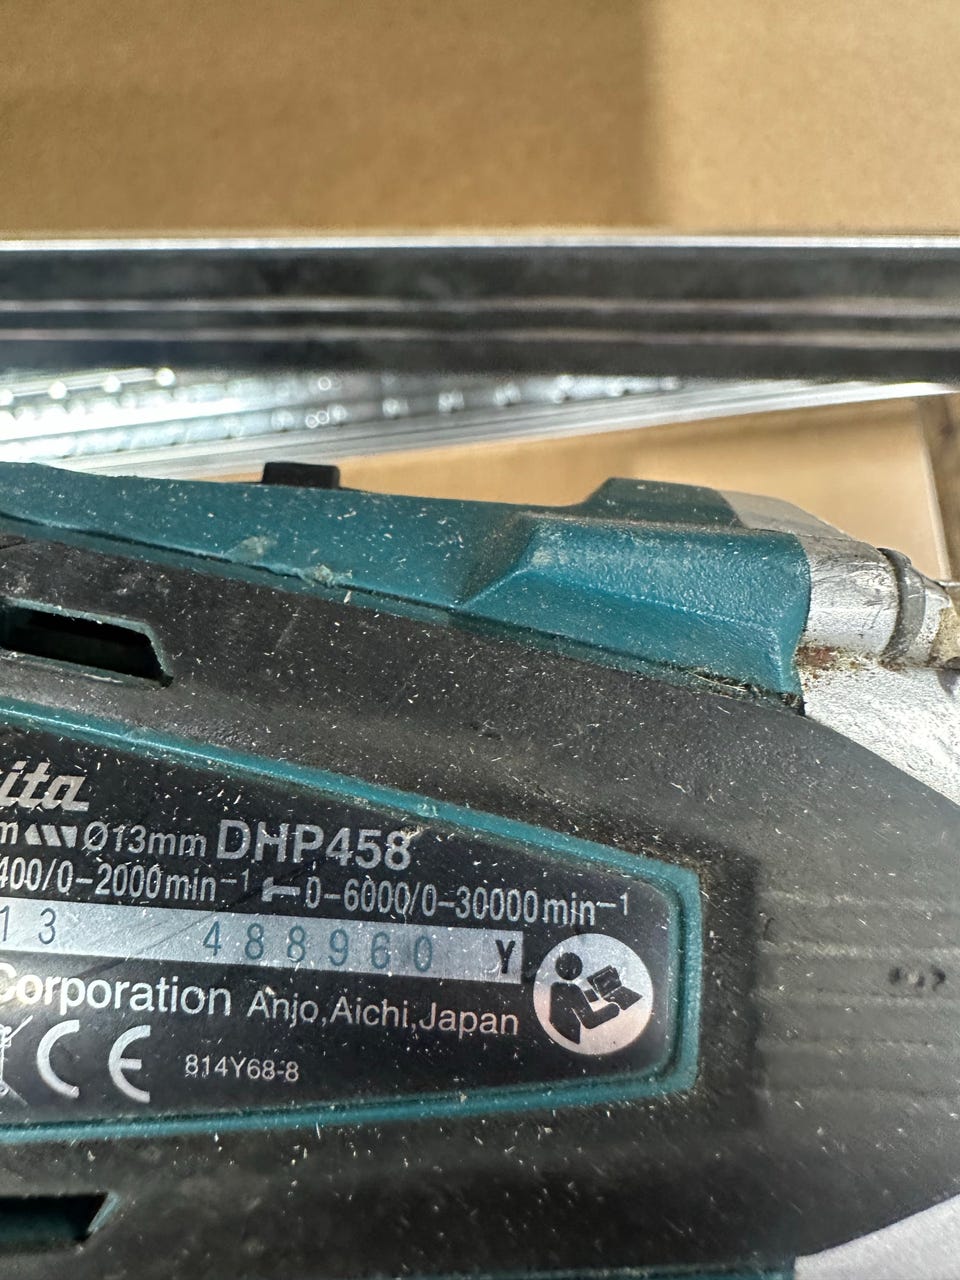 ita
m Ø13mm DHP458
400/0-2000min-1 0-6000/0-30000min-1
13 488960 Y
Corporation Anjo,Aichi,Japan
CE 814Y68-8